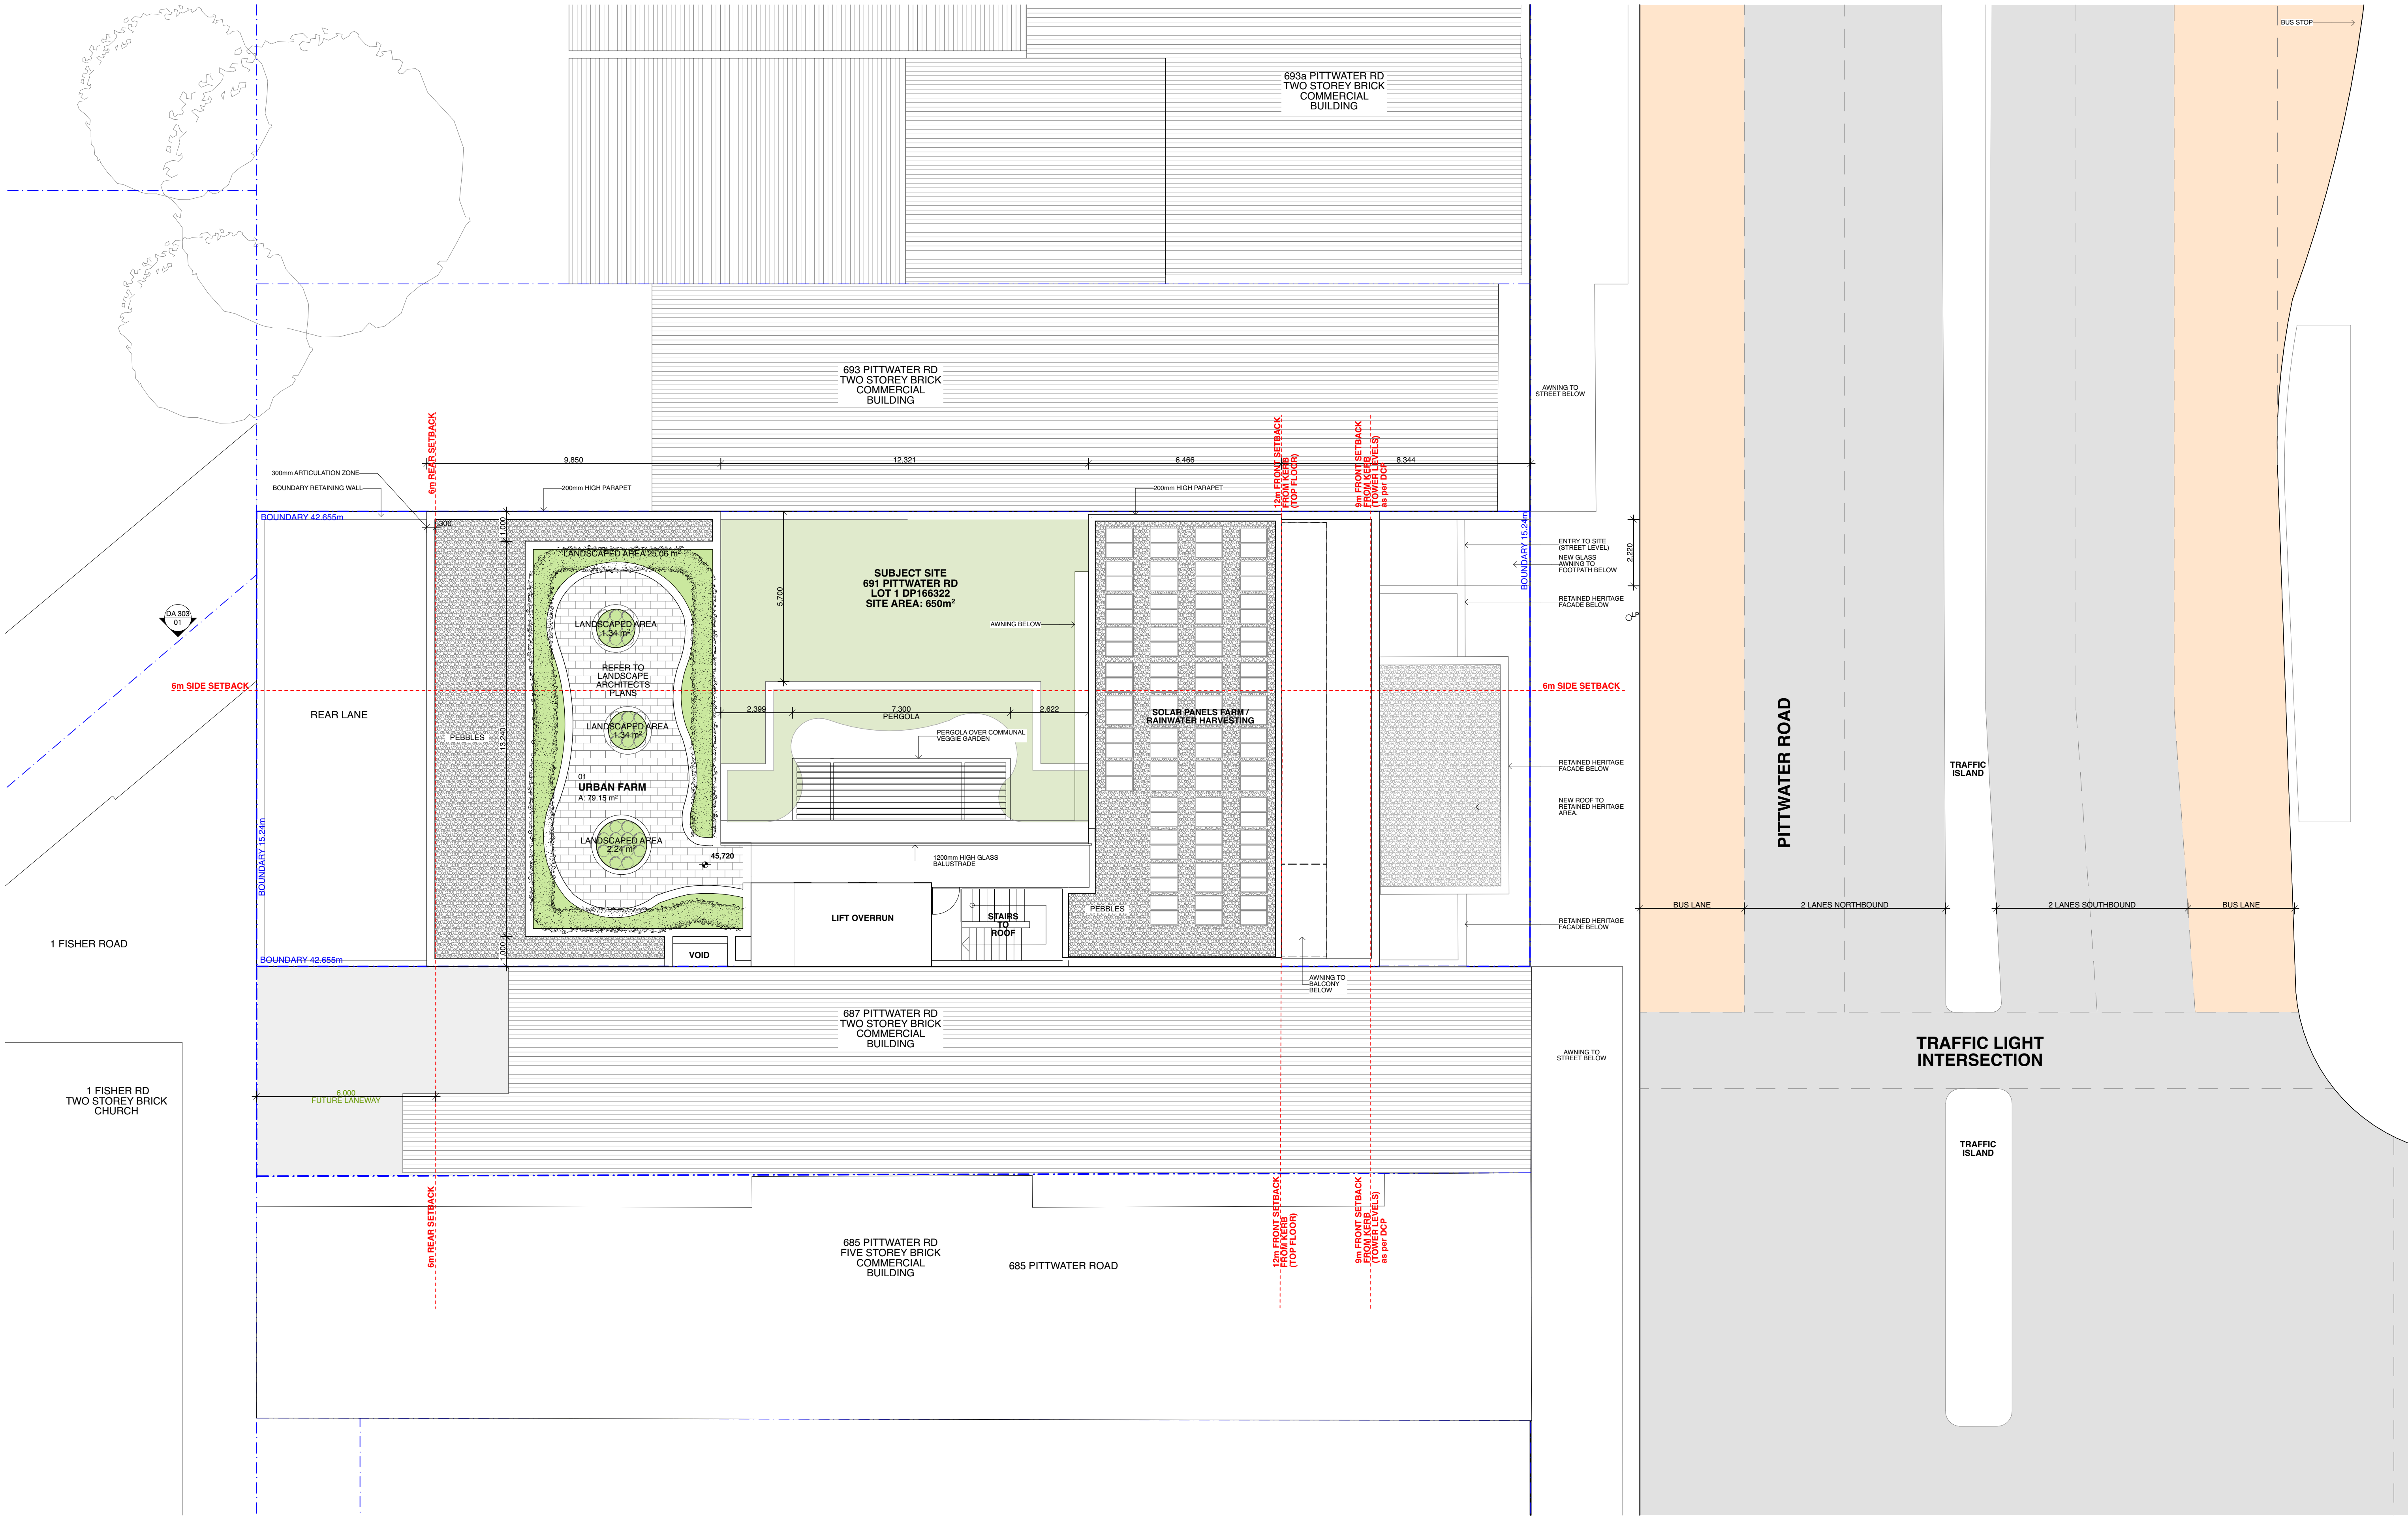 BUS STOP
693a PITTWATER RD
TWO STOREY BRICK
COMMERCIAL
BUILDING
693 PITTWATER RD
TWO STOREY BRICK
COMMERCIAL
BUILDING
AWNING TO
STREET BELOW
6m REAR SETBACK
12m FRONT SETBACK
FROM KERB
(TOP FLOOR)
9m FRONT SETBACK
FROM KERB
(TOWER LEVELS)
as per DCP
9,850
12,321
6,466
8,344
300mm ARTICULATION ZONE
BOUNDARY RETAINING WALL
200mm HIGH PARAPET
200mm HIGH PARAPET
BOUNDARY 42.655m
300
1,000
BOUNDARY 15.24m
2,220
ENTRY TO SITE
(STREET LEVEL)
NEW GLASS
AWNING TO
FOOTPATH BELOW
RETAINED HERITAGE
FACADE BELOW
LP
LANDSCAPED AREA 25.06 m²
SUBJECT SITE
691 PITTWATER RD
LOT 1 DP166322
SITE AREA: 650m²
5,700
AWNING BELOW
DA 303
01
LANDSCAPED AREA
1.34 m²
REFER TO
LANDSCAPE
ARCHITECTS
PLANS
6m SIDE SETBACK
6m SIDE SETBACK
REAR LANE
PEBBLES
13,240
LANDSCAPED AREA
1.34 m²
2,399
7,300
PERGOLA
2,622
SOLAR PANELS FARM /
RAINWATER HARVESTING
PERGOLA OVER COMMUNAL
VEGGIE GARDEN
01
URBAN FARM
A: 79.15 m²
RETAINED HERITAGE
FACADE BELOW
NEW ROOF TO
RETAINED HERITAGE
AREA.
PITTWATER ROAD
TRAFFIC
ISLAND
LANDSCAPED AREA
2.24 m²
45,720
1200mm HIGH GLASS
BALUSTRADE
BOUNDARY 15.24m
LIFT OVERRUN
STAIRS
TO
ROOF
PEBBLES
BUS LANE
2 LANES NORTHBOUND
2 LANES SOUTHBOUND
BUS LANE
RETAINED HERITAGE
FACADE BELOW
1 FISHER ROAD
1,000
VOID
BOUNDARY 42.655m
AWNING TO
BALCONY
BELOW
687 PITTWATER RD
TWO STOREY BRICK
COMMERCIAL
BUILDING
AWNING TO
STREET BELOW
TRAFFIC LIGHT
INTERSECTION
1 FISHER RD
TWO STOREY BRICK
CHURCH
6,000
FUTURE LANEWAY
TRAFFIC
ISLAND
6m REAR SETBACK
12m FRONT SETBACK
FROM KERB
(TOP FLOOR)
9m FRONT SETBACK
FROM KERB
(TOWER LEVELS)
as per DCP
685 PITTWATER RD
FIVE STOREY BRICK
COMMERCIAL
BUILDING
685 PITTWATER ROAD